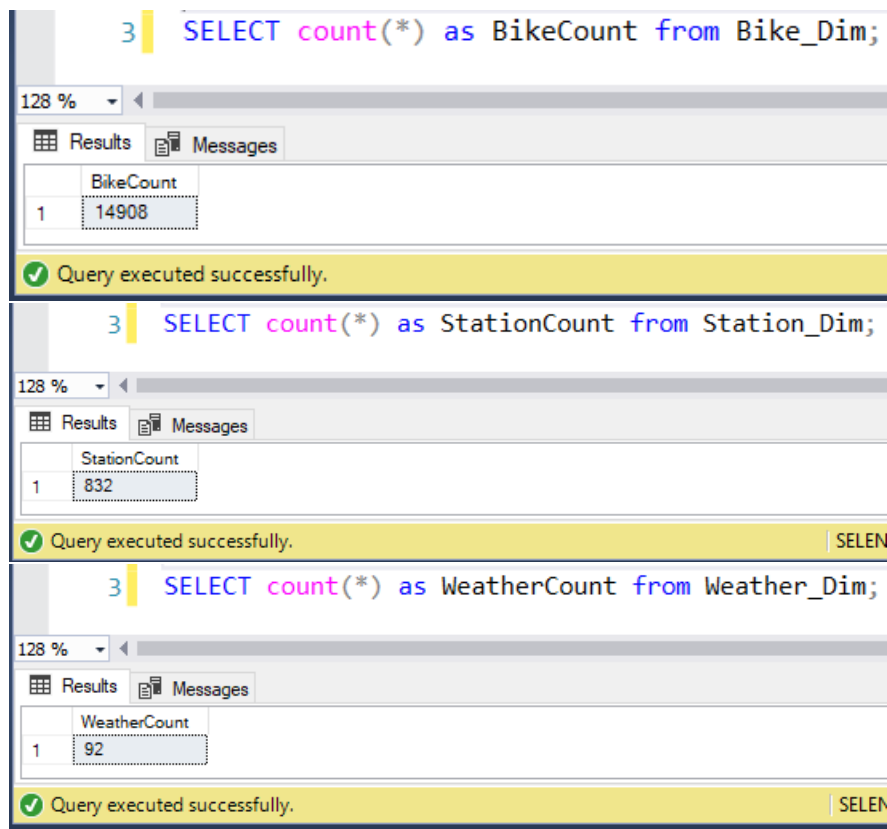 3 SELECT count(*) as BikeCount from Bike_Dim;
128 %
Results Messages
BikeCount
1 14908
Query executed successfully.
3 SELECT count(*) as StationCount from Station_Dim;
128 %
Results Messages
StationCount
1 832
Query executed successfully. SELEN
3 SELECT count(*) as WeatherCount from Weather_Dim;
128 %
Results Messages
WeatherCount
1 92
Query executed successfully. SELEN